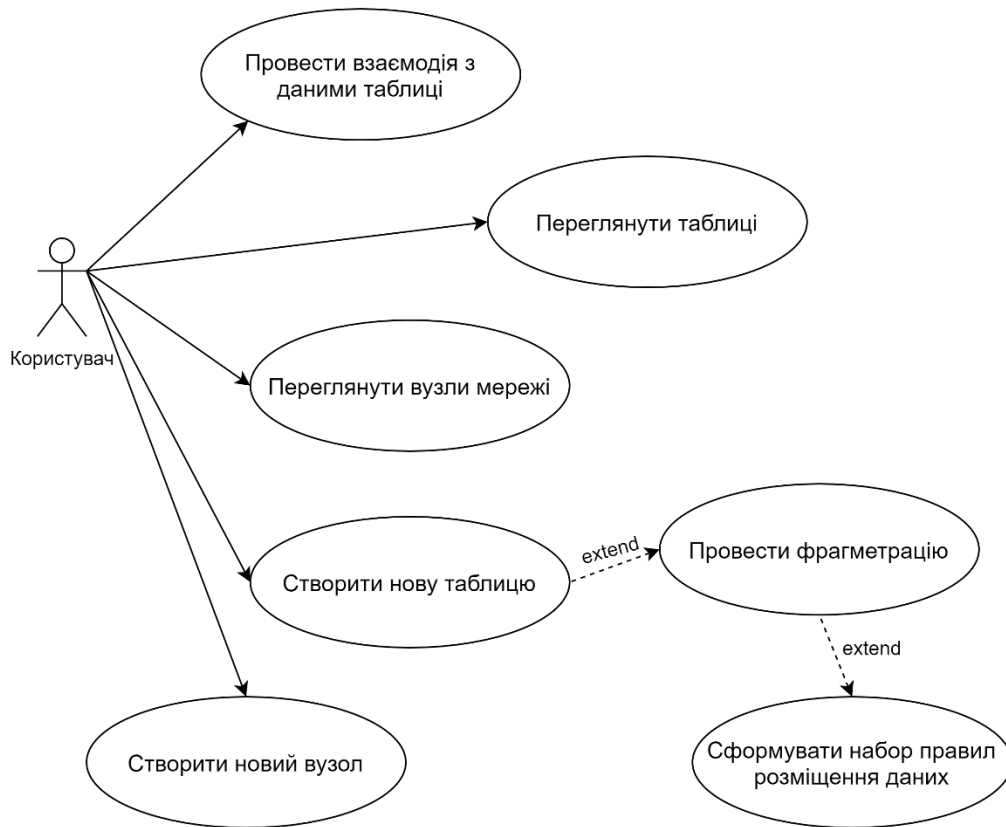 Провести взаємодія з
даними таблиці
Переглянути таблиці
Користувач
Переглянути вузли мережі
Створити нову таблицю
extend
Провести фрагметрацію
extend
Створити новий вузол
Сформувати набор правил
розміщення даних